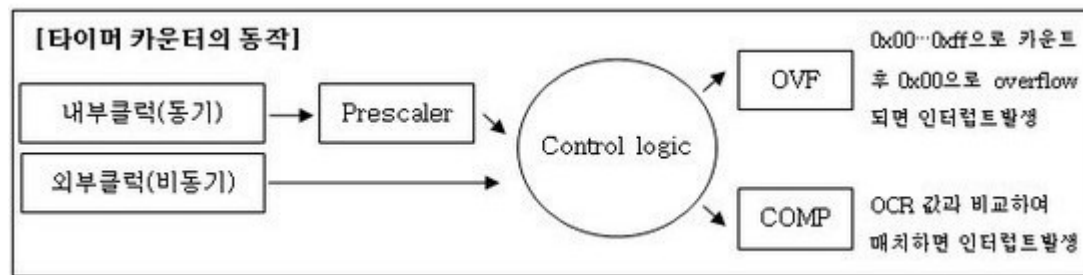 [타이머 카운터의 동작]
내부클럭(동기)
Prescaler
외부클럭(비동기)
Control logic
OVF
0x00…0xff으로 카운트
후 0x00으로 overflow
되면 인터럽트발생
COMP
OCR 값과 비교하여
매치하면 인터럽트발생